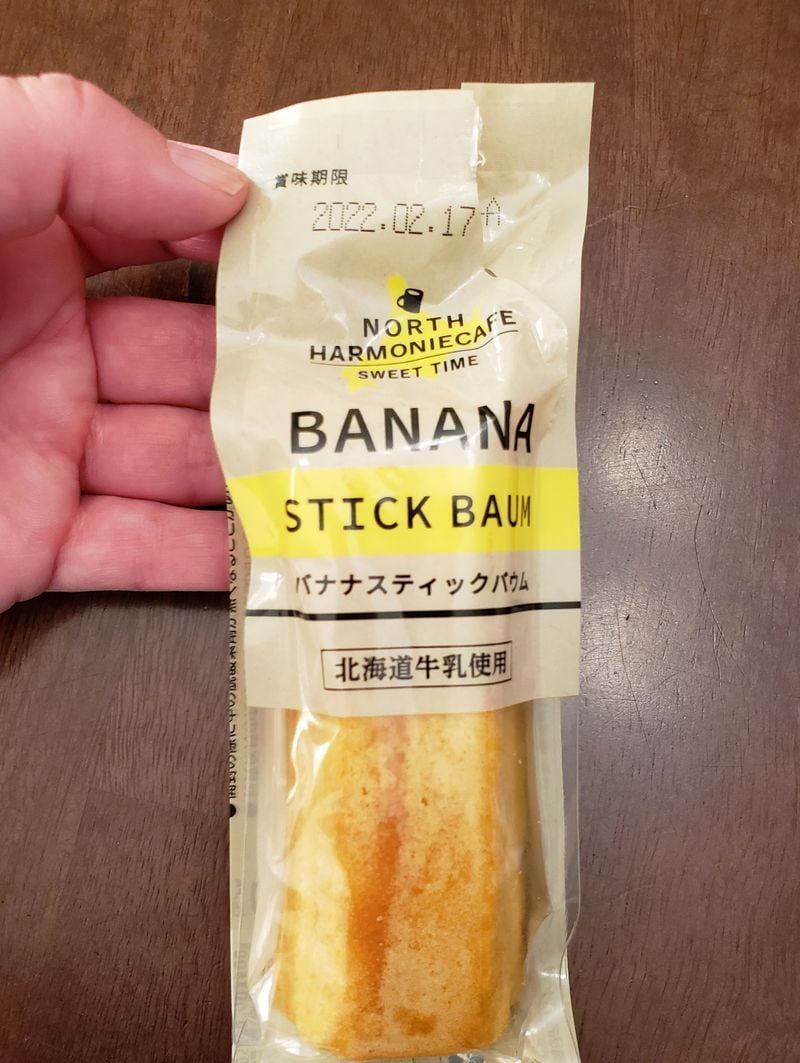 賞味期限
2022.02.17 A
NORTH
HARMONIECAFE
SWEET TIME
BANANA
STICK BAUM
バナナスティックバウム
北海道牛乳使用